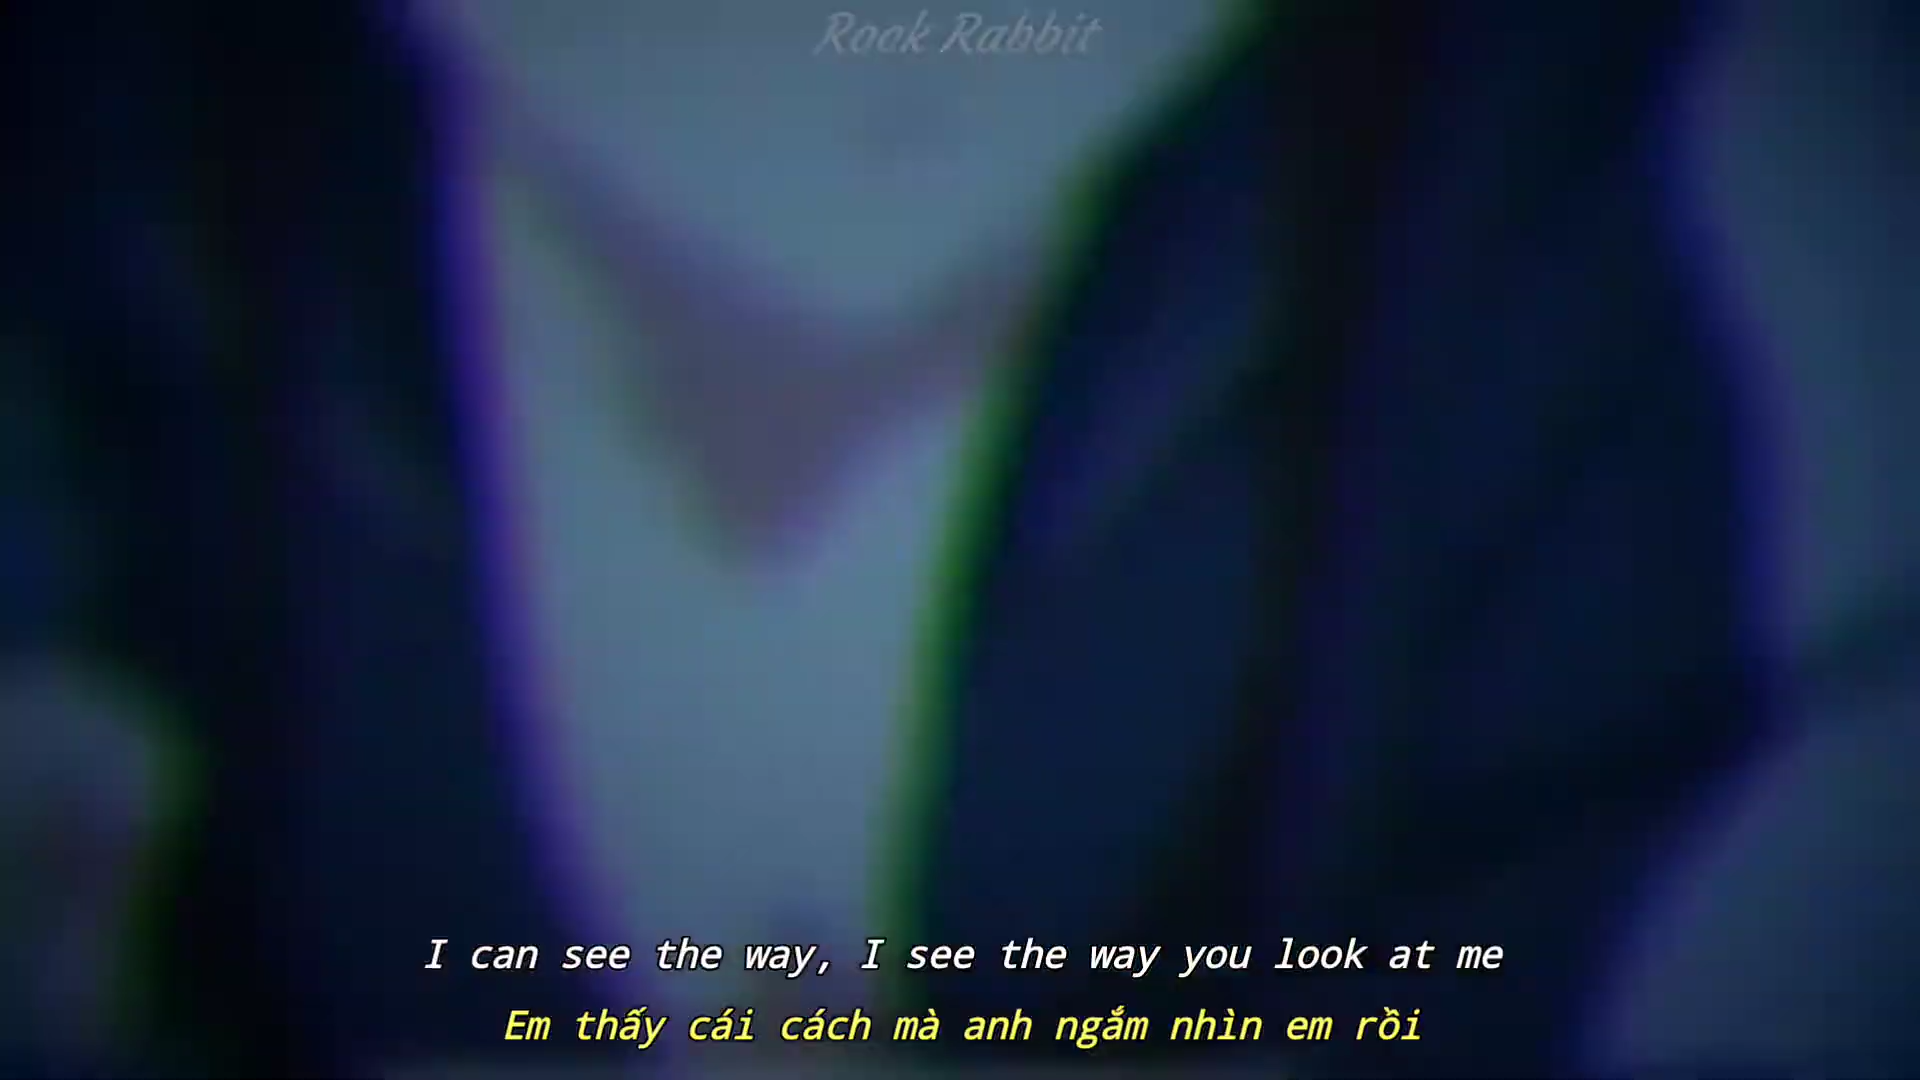 Rook Rabbit
I can see the way, I see the way you look at me
Em thấy cái cách mà anh ngắm nhìn em rồi